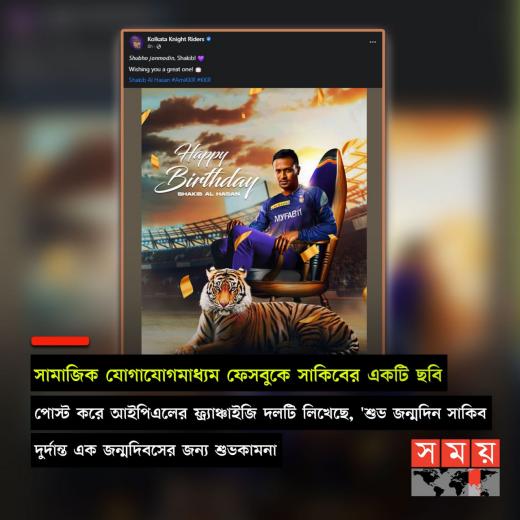 Kolkata Knight Riders
8h
Shubho jonmodin, Shakib! 💜
Wishing you a great one! 🎂
Shakib Al Hasan #AmiKKR #KKR
Happy
Birthday
SHAKIB AL HASAN
MYFAB11
সামাজিক যোগাযোগমাধ্যম ফেসবুকে সাকিবের একটি ছবি
পোস্ট করে আইপিএলের ফ্র্যাঞ্চাইজি দলটি লিখেছে, 'শুভ জন্মদিন সাকিব
দুর্দান্ত এক জন্মদিবসের জন্য শুভকামনা
সময়